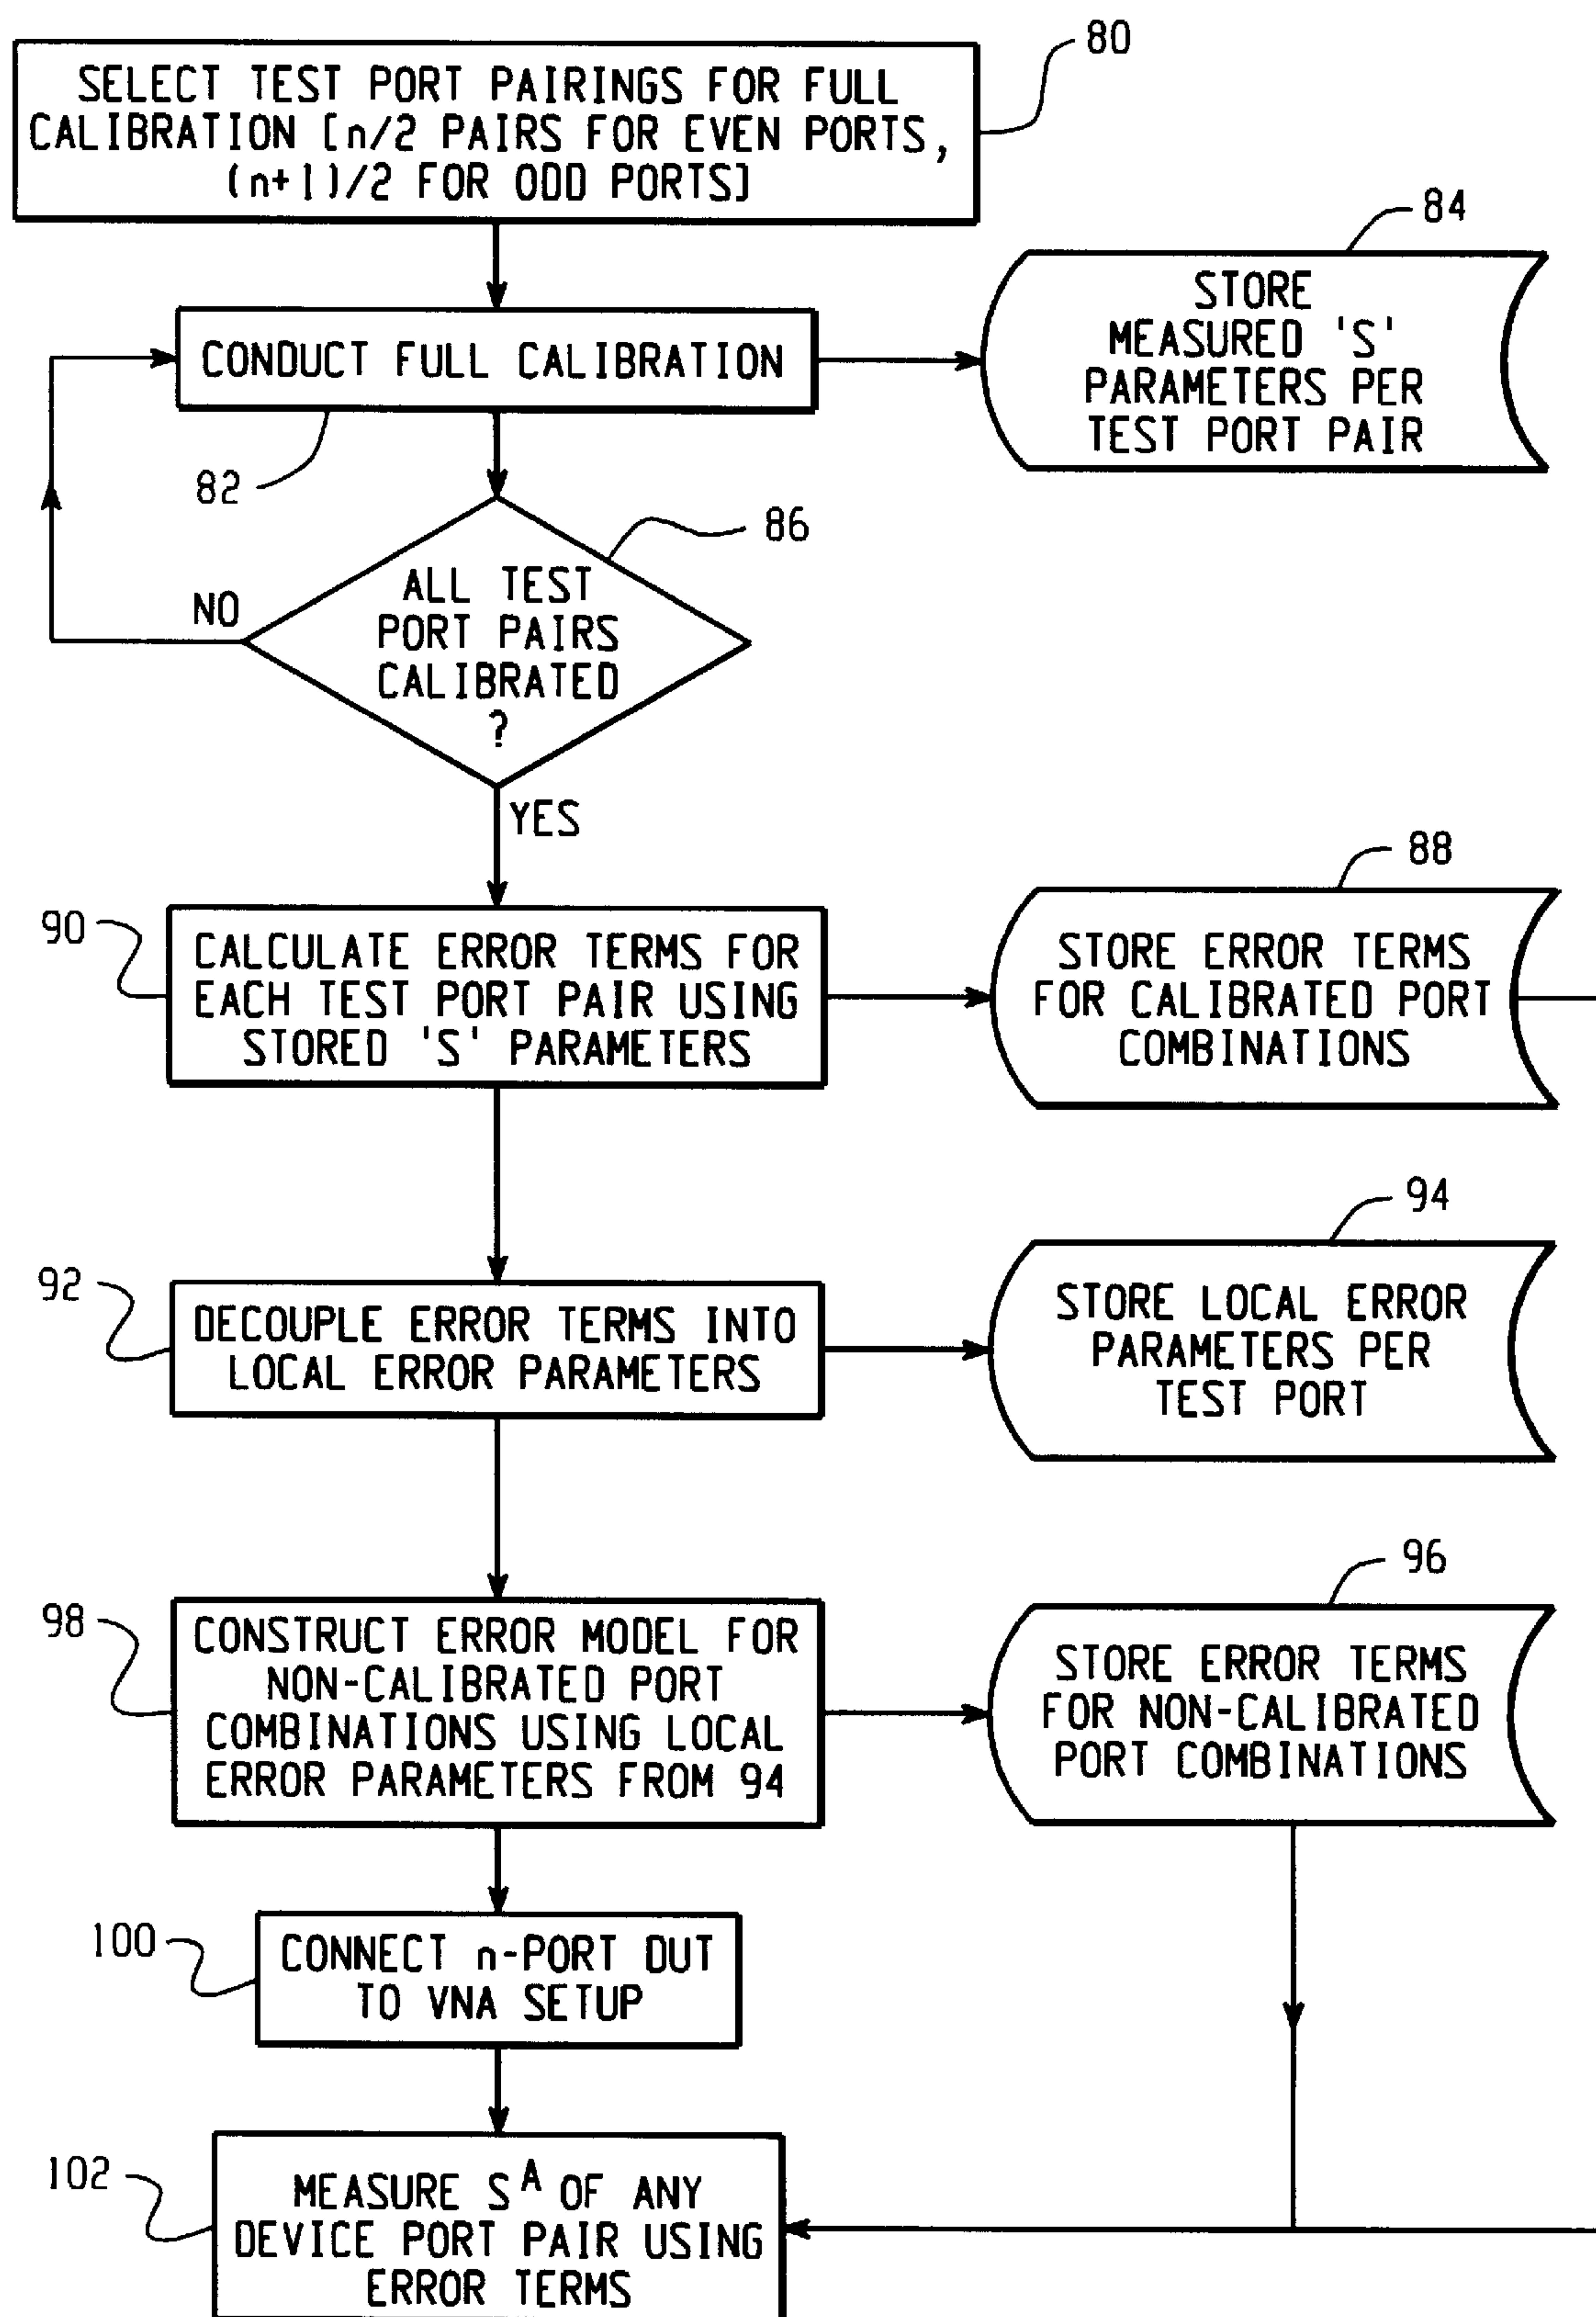 80
SELECT TEST PORT PAIRINGS FOR FULL
CALIBRATION [n/2 PAIRS FOR EVEN PORTS,
(n+1)/2 FOR ODD PORTS]
84
STORE
MEASURED 'S'
PARAMETERS PER
TEST PORT PAIR
CONDUCT FULL CALIBRATION
82
86
ALL TEST
PORT PAIRS
CALIBRATED
?
NO
YES
88
90
CALCULATE ERROR TERMS FOR
EACH TEST PORT PAIR USING
STORED 'S' PARAMETERS
STORE ERROR TERMS
FOR CALIBRATED PORT
COMBINATIONS
94
92
DECOUPLE ERROR TERMS INTO
LOCAL ERROR PARAMETERS
STORE LOCAL ERROR
PARAMETERS PER
TEST PORT
96
98
CONSTRUCT ERROR MODEL FOR
NON-CALIBRATED PORT
COMBINATIONS USING LOCAL
ERROR PARAMETERS FROM 94
STORE ERROR TERMS
FOR NON-CALIBRATED
PORT COMBINATIONS
100
CONNECT n-PORT DUT
TO VNA SETUP
102
MEASURE S^A OF ANY
DEVICE PORT PAIR USING
ERROR TERMS